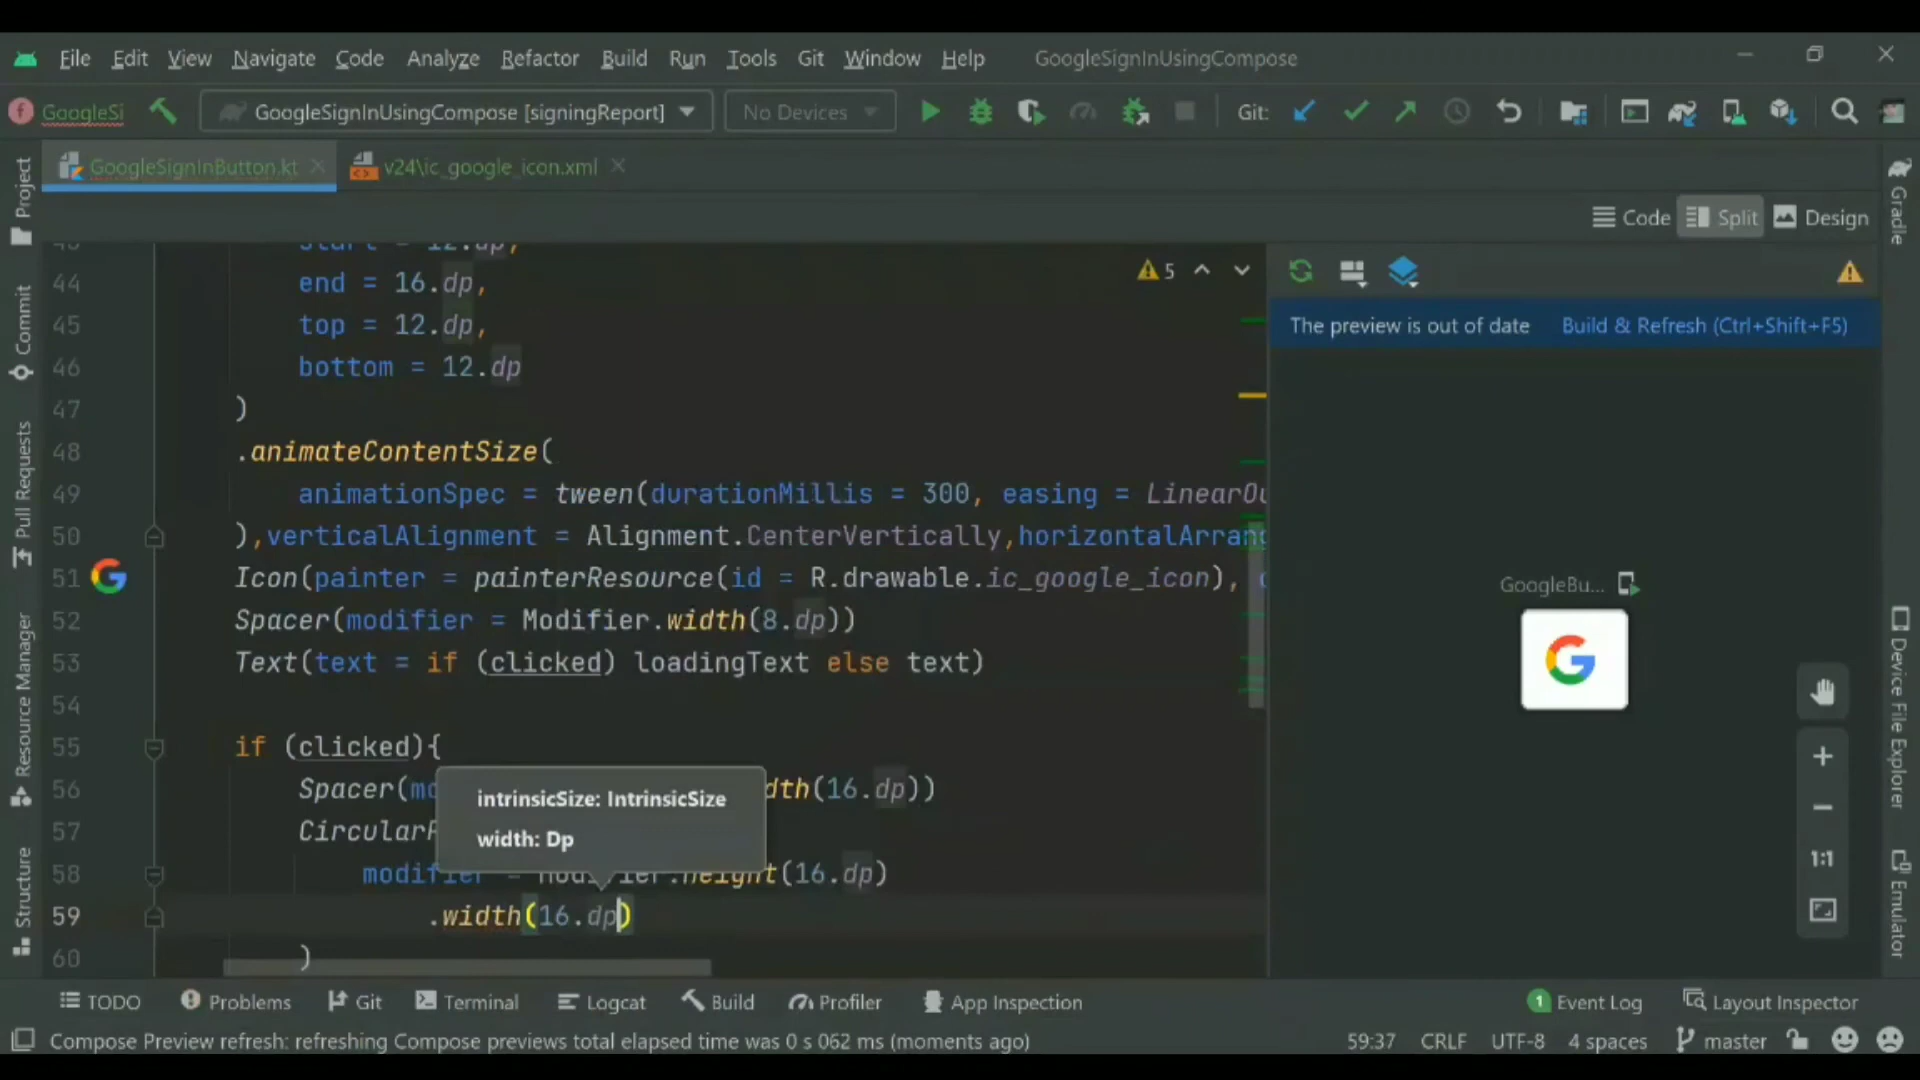 File Edit View Navigate Code Analyze Refactor Build Run Tools Git Window Help GoogleSignInUsingCompose
GoogleSi GoogleSignInUsingCompose [signingReport] No Devices Git:
GoogleSignInButton.kt v24\ic_google_icon.xml
Code Split Design
Project
Commit
Pull Requests
Resource Manager
Structure
start = 12.dp,
44 end = 16.dp,
45 top = 12.dp,
46 bottom = 12.dp
47 )
48 .animateContentSize(
49 animationSpec = tween(durationMillis = 300, easing = LinearOu
50 ),verticalAlignment = Alignment.CenterVertically,horizontalArrang
51 Icon(painter = painterResource(id = R.drawable.ic_google_icon),
52 Spacer(modifier = Modifier.width(8.dp))
53 Text(text = if (clicked) loadingText else text)
54
55 if (clicked){
56 Spacer(mo dth(16.dp))
57 CircularP
58 modifier = Modifier.height(16.dp)
59 .width(16.dp)
60 )
intrinsicSize: IntrinsicSize
width: Dp
5
The preview is out of date Build & Refresh (Ctrl+Shift+F5)
GoogleBu...
1:1
Gradle
Device File Explorer
Emulator
TODO Problems Git Terminal Logcat Build Profiler App Inspection 1 Event Log Layout Inspector
Compose Preview refresh: refreshing Compose previews total elapsed time was 0 s 062 ms (moments ago) 59:37 CRLF UTF-8 4 spaces master